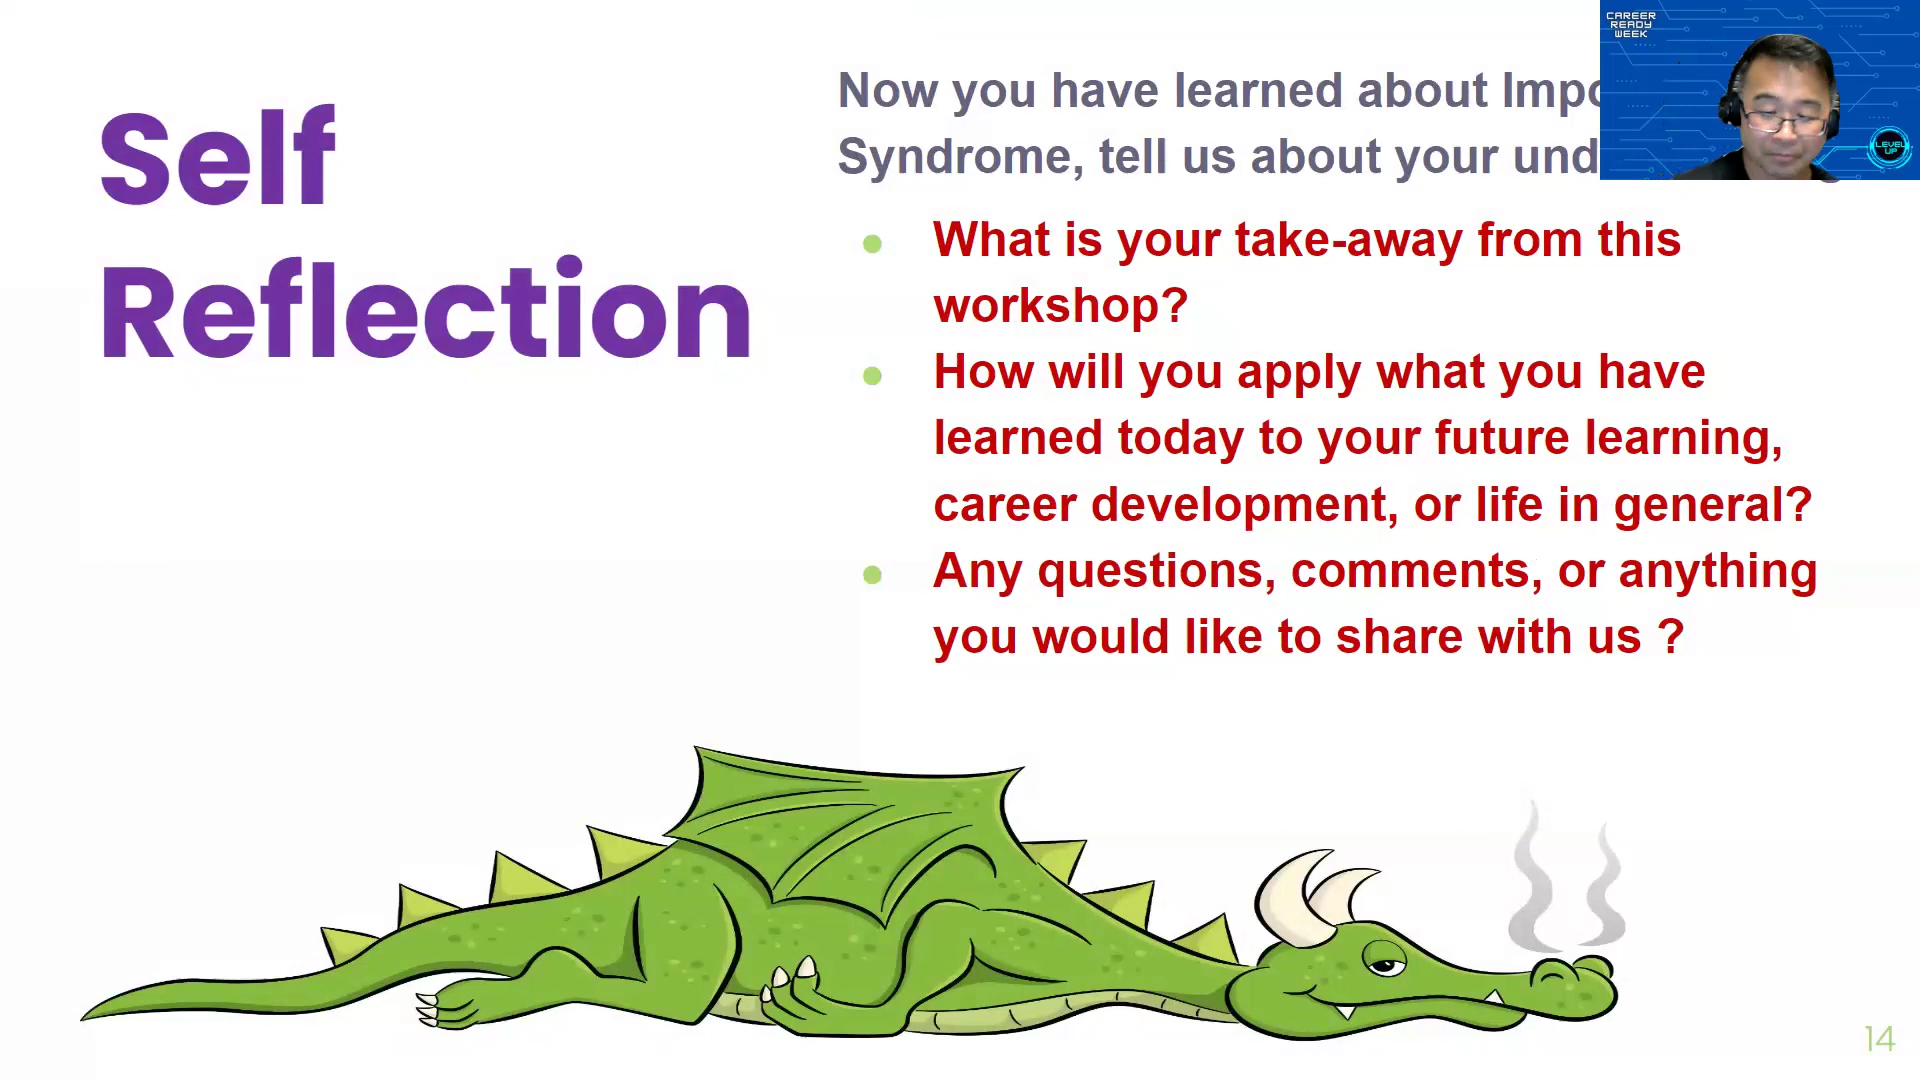 Self
Reflection
Now you have learned about
Syndrome, tell us about your
What is your take-away from this
workshop?
How will you apply what you have
learned today to your future learning,
career development, or life in general?
Any questions, comments, or anything
you would like to share with us ?
CAREER
READY
WEEK
LEVEL
UP
14